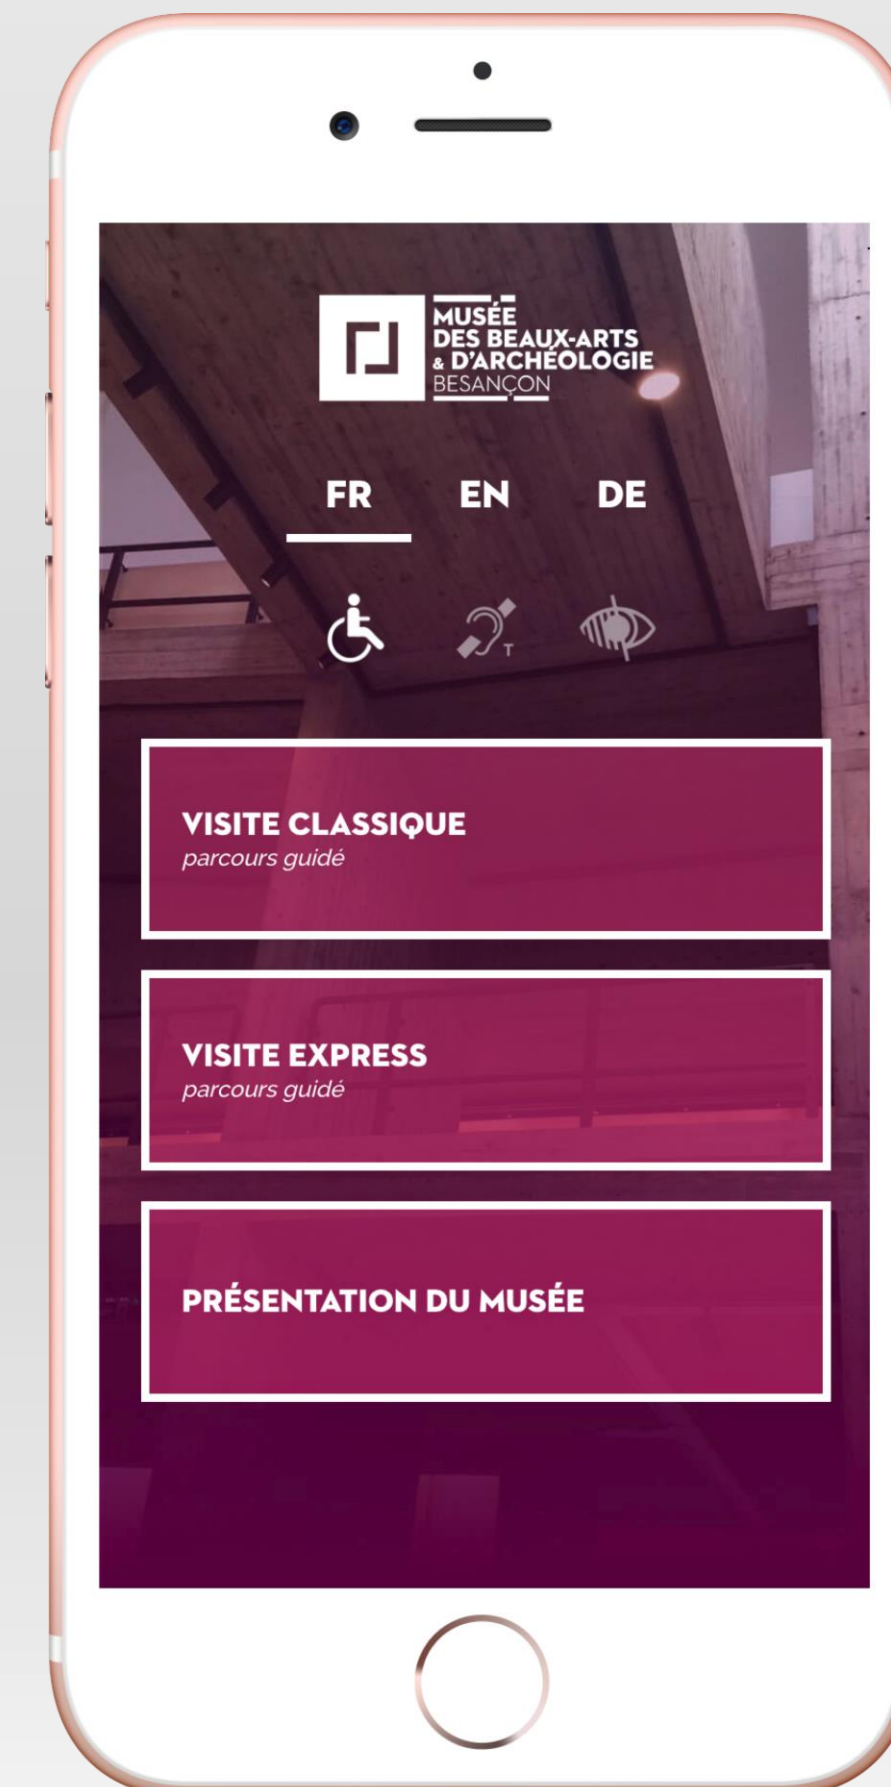 MUSÉE
DES BEAUX-ARTS
& D'ARCHÉOLOGIE
BESANÇON
FR EN DE
T
VISITE CLASSIQUE
parcours guidé
VISITE EXPRESS
parcours guidé
PRÉSENTATION DU MUSÉE